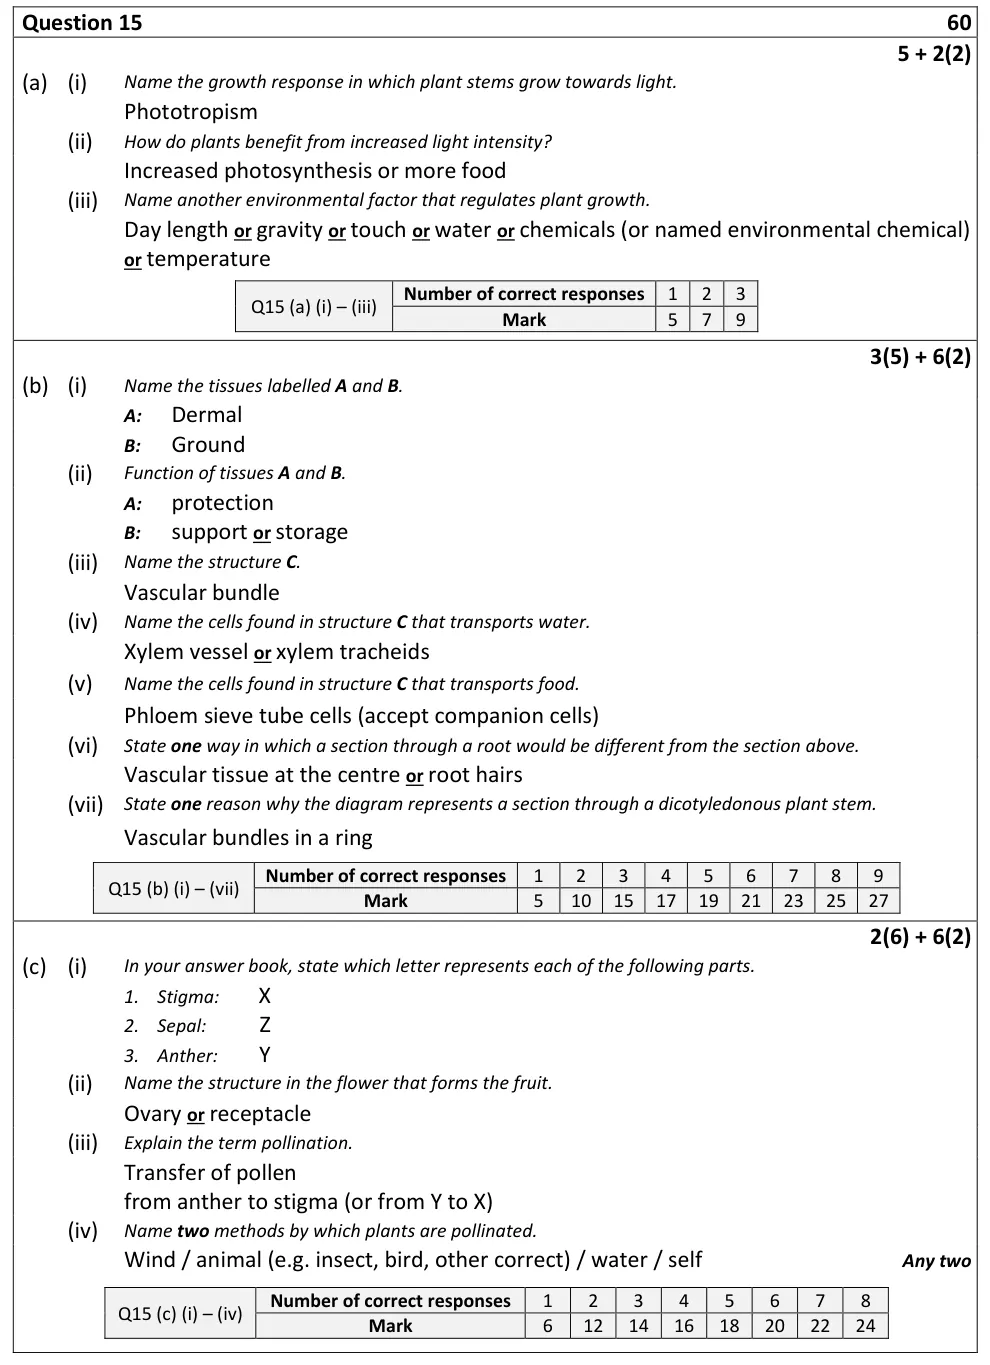 Question 15 60
5 + 2(2)
(a) (i) Name the growth response in which plant stems grow towards light.
Phototropism
(ii) How do plants benefit from increased light intensity?
Increased photosynthesis or more food
(iii) Name another environmental factor that regulates plant growth.
Day length or gravity or touch or water or chemicals (or named environmental chemical)
or temperature
Q15 (a) (i) – (iii)
Number of correct responses 1 2 3
Mark 5 7 9
3(5) + 6(2)
(b) (i) Name the tissues labelled A and B.
A: Dermal
B: Ground
(ii) Function of tissues A and B.
A: protection
B: support or storage
(iii) Name the structure C.
Vascular bundle
(iv) Name the cells found in structure C that transports water.
Xylem vessel or xylem tracheids
(v) Name the cells found in structure C that transports food.
Phloem sieve tube cells (accept companion cells)
(vi) State one way in which a section through a root would be different from the section above.
Vascular tissue at the centre or root hairs
(vii) State one reason why the diagram represents a section through a dicotyledonous plant stem.
Vascular bundles in a ring
Q15 (b) (i) – (vii)
Number of correct responses 1 2 3 4 5 6 7 8 9
Mark 5 10 15 17 19 21 23 25 27
2(6) + 6(2)
(c) (i) In your answer book, state which letter represents each of the following parts.
1. Stigma: X
2. Sepal: Z
3. Anther: Y
(ii) Name the structure in the flower that forms the fruit.
Ovary or receptacle
(iii) Explain the term pollination.
Transfer of pollen
from anther to stigma (or from Y to X)
(iv) Name two methods by which plants are pollinated.
Wind / animal (e.g. insect, bird, other correct) / water / self Any two
Q15 (c) (i) – (iv)
Number of correct responses 1 2 3 4 5 6 7 8
Mark 6 12 14 16 18 20 22 24